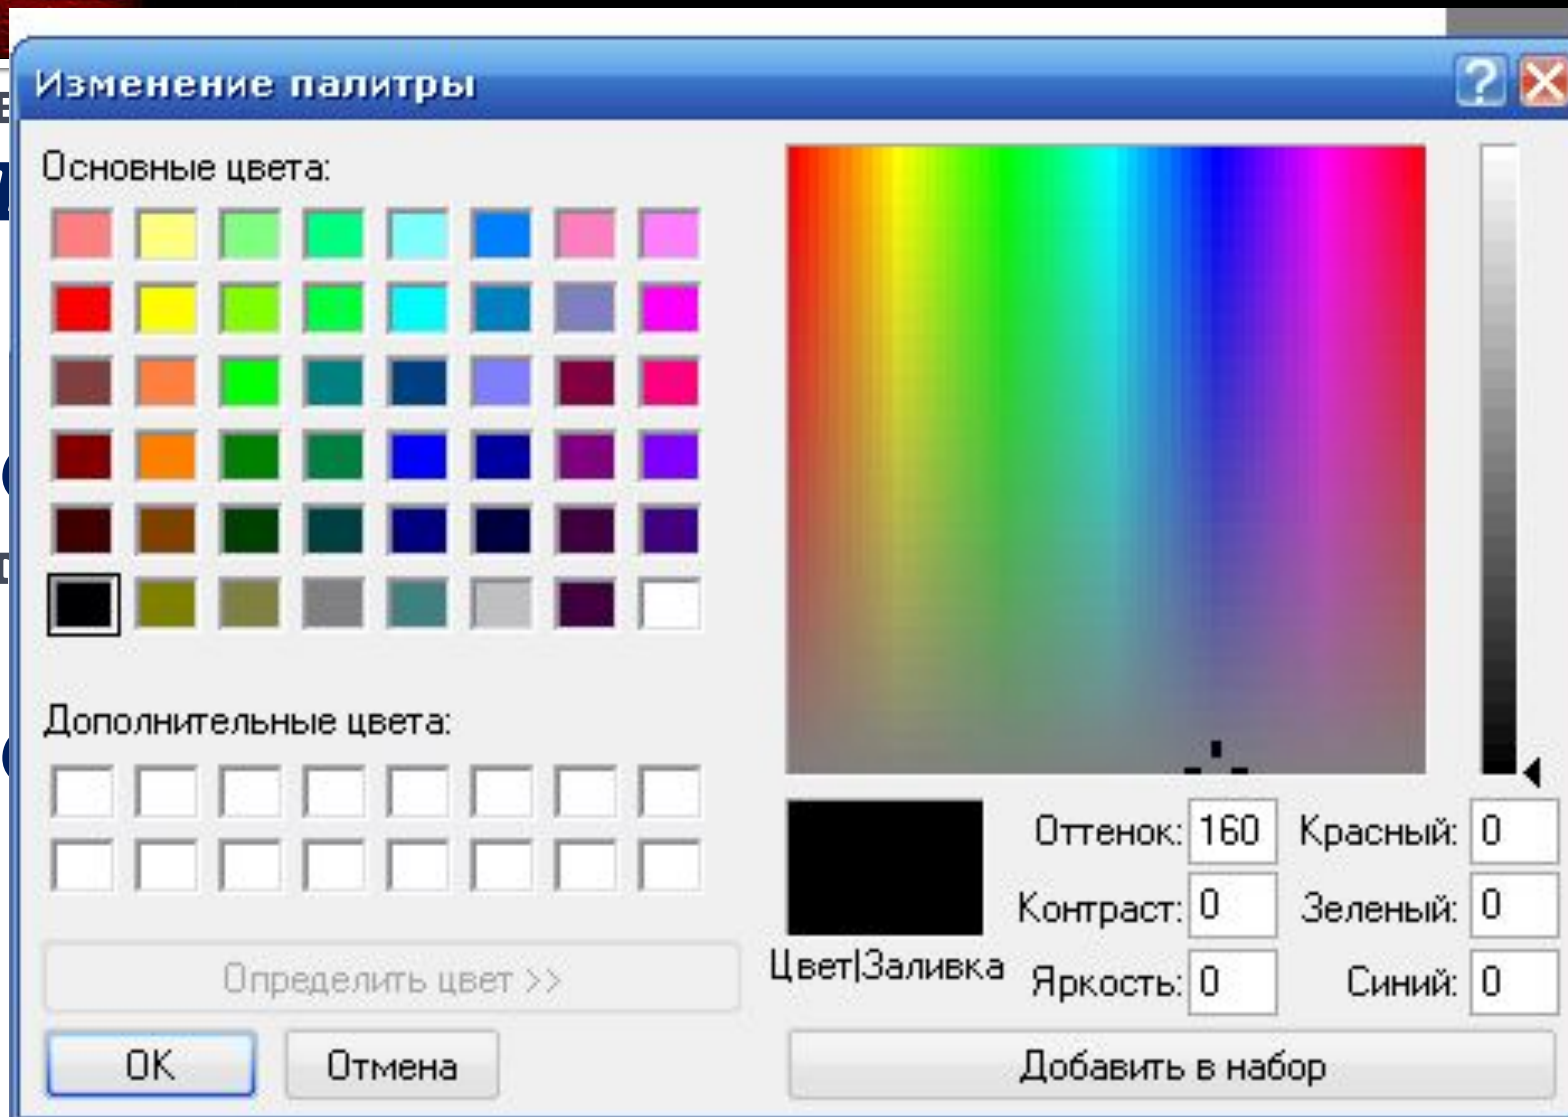 Изменение палитры
Основные цвета:
Дополнительные цвета:
Определить цвет >>
OK
Отмена
Цвет|Заливка
Оттенок: 160
Контраст: 0
Яркость: 0
Красный: 0
Зеленый: 0
Синий: 0
Добавить в набор